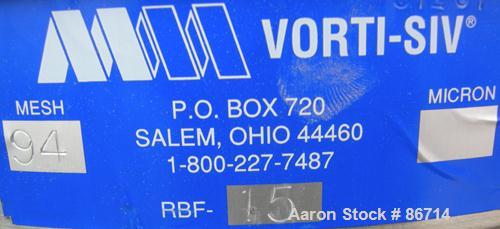 VORTI-SIV®
MESH
94
P.O. BOX 720
MICRON
SALEM, OHIO 44460
1-800-227-7487
RBF- 15
Aaron Stock # 86714